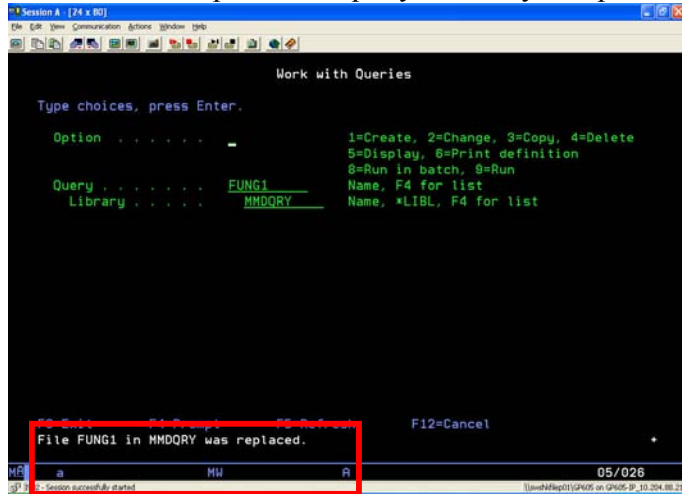 Session A - [24 x 80]
File Edit View Communication Actions Window Help
Work with Queries
Type choices, press Enter.
Option . . . . . . _ 1=Create, 2=Change, 3=Copy, 4=Delete
5=Display, 6=Print definition
8=Run in batch, 9=Run
Query . . . . . . . FUNG1 Name, F4 for list
Library . . . . . MMDQRY Name, *LIBL, F4 for list
F12=Cancel
File FUNG1 in MMDQRY was replaced.
+
MA a MW A 05/026
- Session successfully started